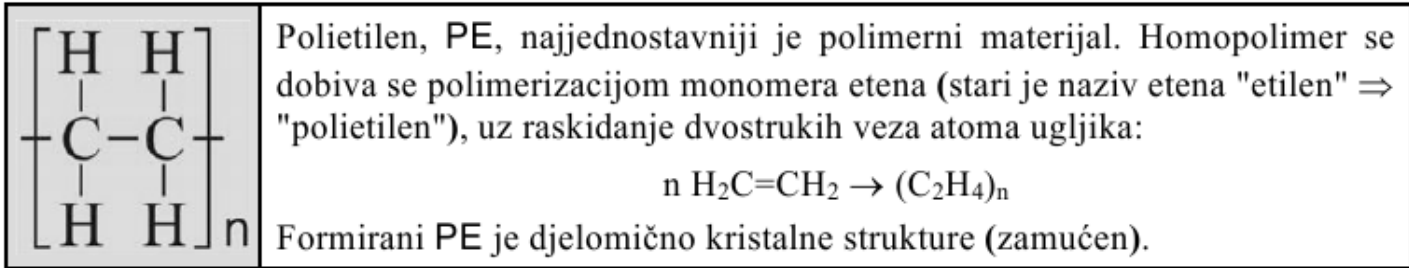 H H
C–C
H H n
Polietilen, PE, najjednostavniji je polimerni materijal. Homopolimer se
dobiva se polimerizacijom monomera etena (stari je naziv etena "etilen" ⇒
"polietilen"), uz raskidanje dvostrukih veza atoma ugljika:
n H₂C=CH₂ → (C₂H₄)ₙ
Formirani PE je djelomično kristalne strukture (zamućen).